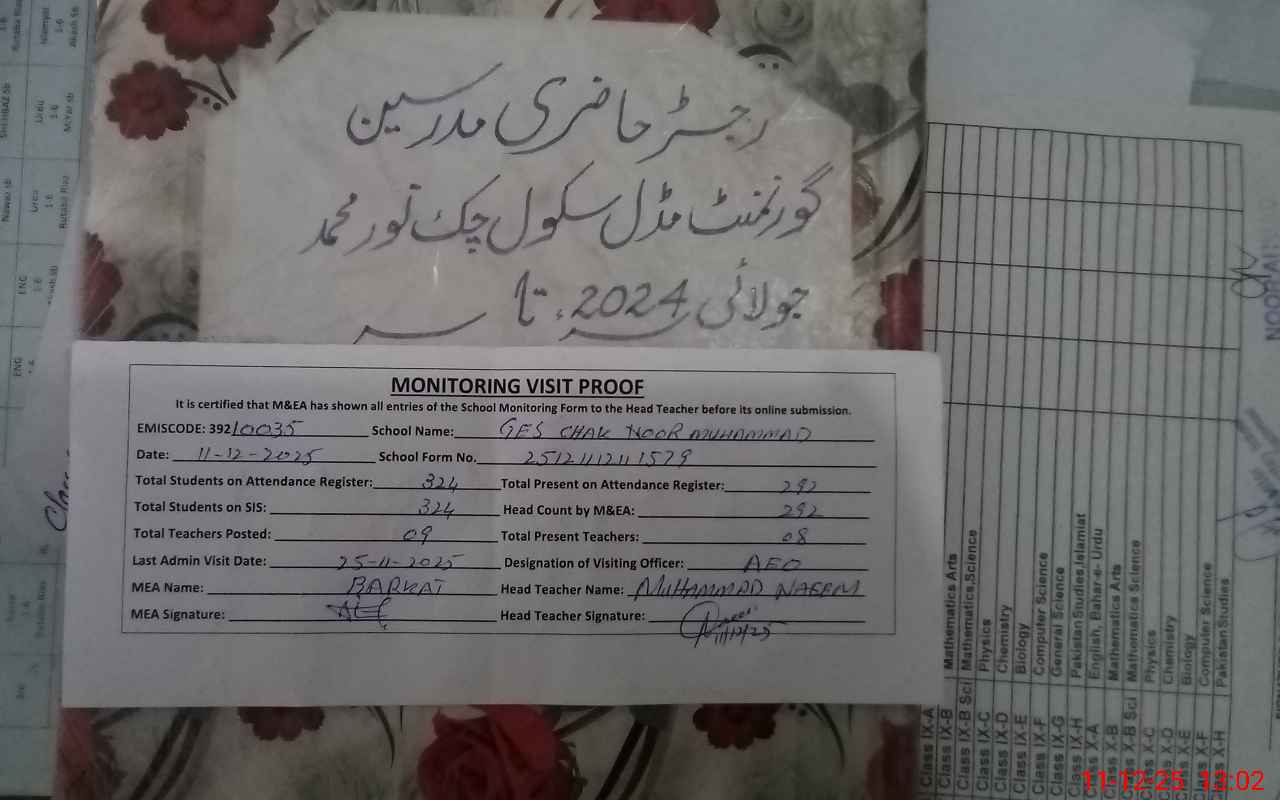 رجسٹر حاضری مدرسین
گورنمنٹ مڈل سکول چک نور محمد
جولائی 2024ء تا
MONITORING VISIT PROOF
It is certified that M&EA has shown all entries of the School Monitoring Form to the Head Teacher before its online submission.
EMISCODE: 39210035 School Name: GES CHAK NOOR MUHAMMAD
Date: 11-12-2025 School Form No. 25121112111579
Total Students on Attendance Register: 324 Total Present on Attendance Register: 292
Total Students on SIS: 324 Head Count by M&EA: 292
Total Teachers Posted: 09 Total Present Teachers: 08
Last Admin Visit Date: 25-11-2025 Designation of Visiting Officer: AEO
MEA Name: BARKAT Head Teacher Name: MUHAMMAD NAEEM
MEA Signature: Head Teacher Signature: 11/12/25
Class IX-A Mathematics Arts
Class IX-B Mathematics,Science
Class IX-B Sci Physics
Class IX-C Chemistry
Class IX-D Biology
Class IX-E Computer Science
Class IX-F General Science
Class IX-G Pakistan Studies,Islamiat
Class IX-H English, Bahar-e- Urdu
Class X-A Mathematics Arts
Class X-B Mathematics Science
Class X-B Sci Physics
Class X-C Chemistry
Class X-D Biology
Class X-E Computer Science
Class X-F Pakistan Studies
Class X-H
11-12-25 13:02